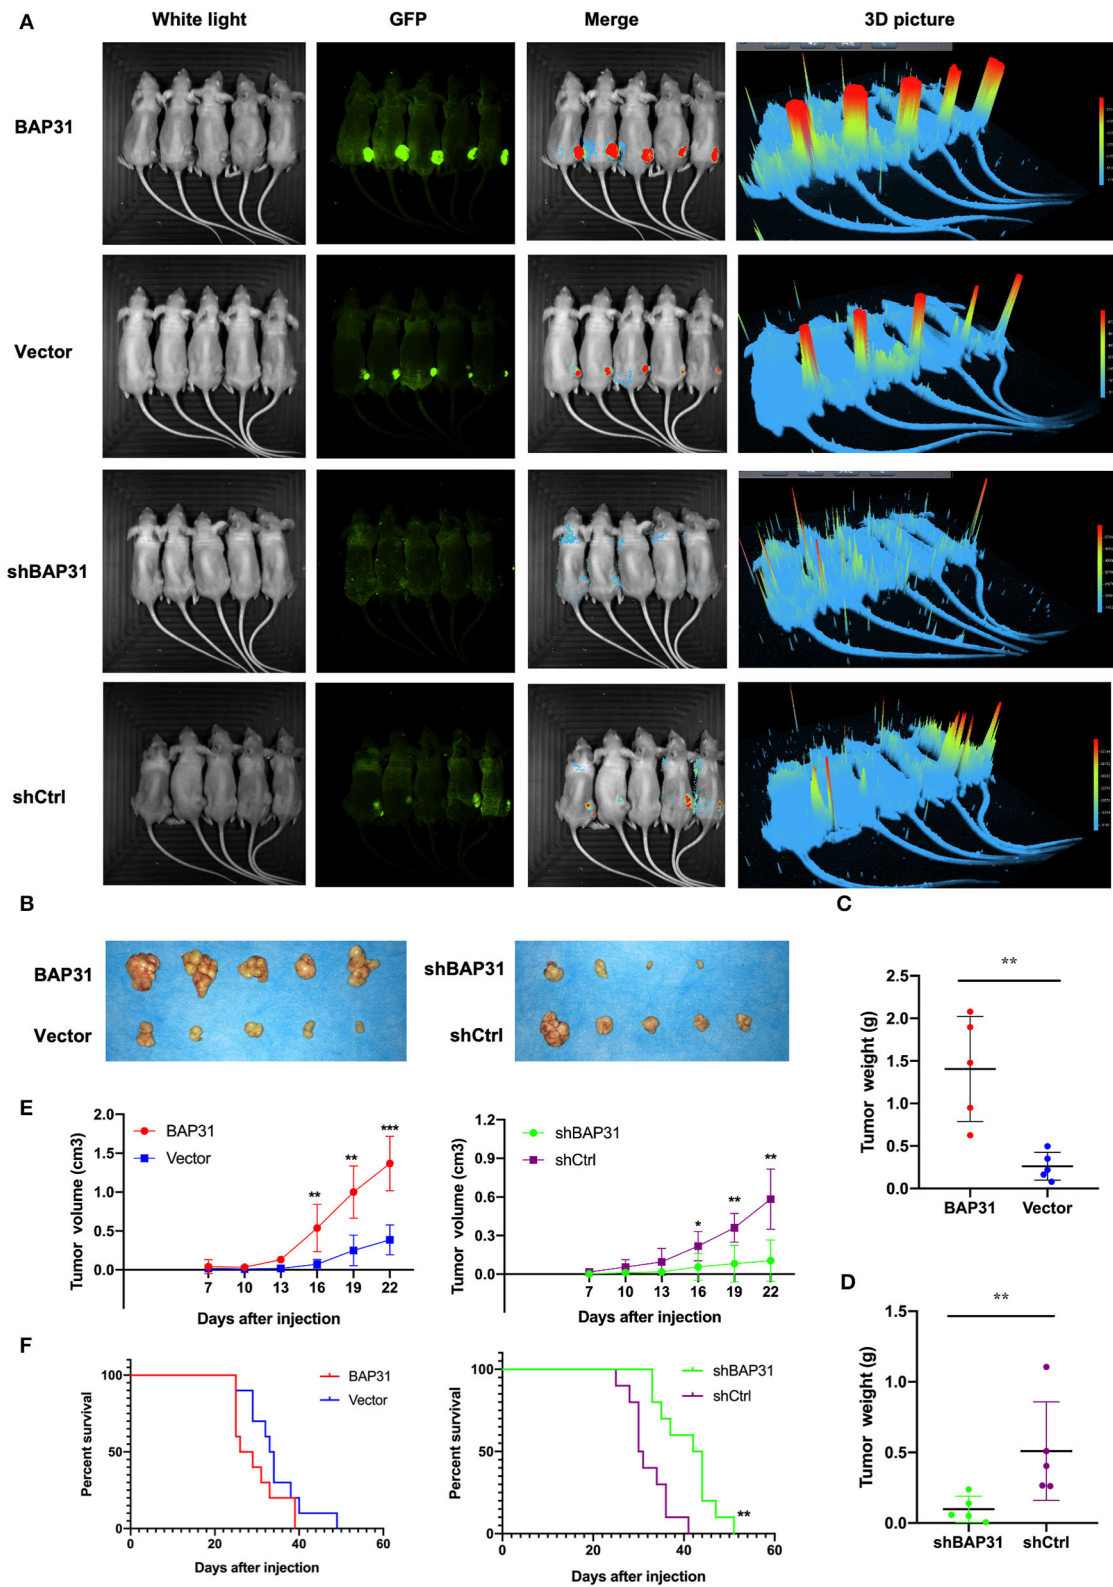 A
White light
GFP
Merge
3D picture
BAP31
Vector
shBAP31
shCtrl
B
BAP31
Vector
shBAP31
shCtrl
C
**
Tumor weight (g)
2.5
2.0
1.5
1.0
0.5
0.0
BAP31
Vector
E
Tumor volume (cm3)
2.0
1.5
1.0
0.5
0.0
BAP31
Vector
**
**
***
7
10
13
16
19
22
Days after injection
Tumor volume (cm3)
1.2
0.9
0.6
0.3
0.0
shBAP31
shCtrl
*
**
**
7
10
13
16
19
22
Days after injection
D
**
Tumor weight (g)
1.5
1.0
0.5
0.0
shBAP31
shCtrl
F
Percent survival
100
50
0
BAP31
Vector
0
20
40
60
Days after injection
Percent survival
100
50
0
shBAP31
shCtrl
**
0
20
40
60
Days after injection